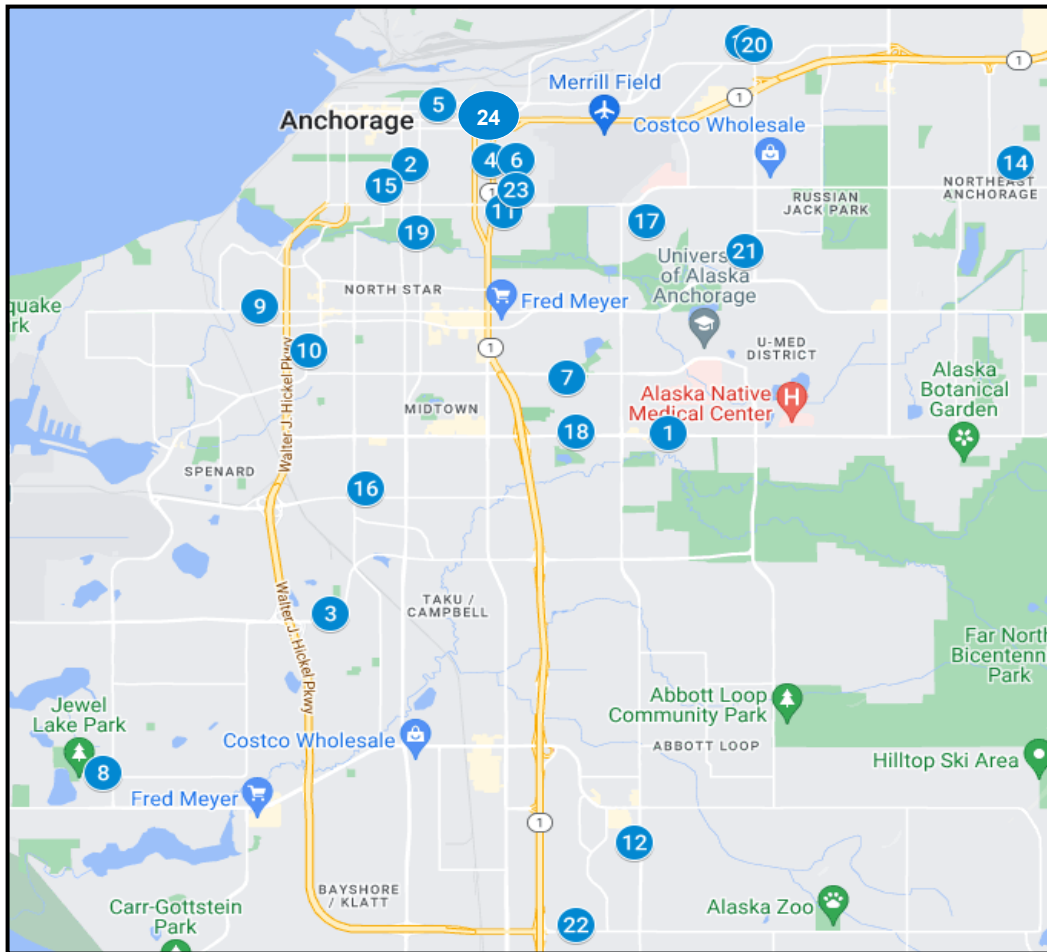 20
1
Merrill Field
1
5
24
Anchorage
Costco Wholesale
4
6
2
14
15
23
1
NORTHEAST
ANCHORAGE
RUSSIAN
JACK PARK
11
17
19
21
University
of Alaska
Anchorage
quake
rk
NORTH STAR
9
Fred Meyer
10
1
U-MED
DISTRICT
7
Alaska
Botanical
Garden
Alaska Native
Medical Center
H
MIDTOWN
18
1
Walter J. Hickel Pkwy
SPENARD
16
TAKU /
CAMPBELL
3
Walter J. Hickel Pkwy
Far North
Bicentenn
Park
Abbott Loop
Community Park
Jewel
Lake Park
Costco Wholesale
ABBOTT LOOP
Hilltop Ski Area
8
Fred Meyer
1
12
BAYSHORE
/ KLATT
Carr-Gottstein
Park
Alaska Zoo
22